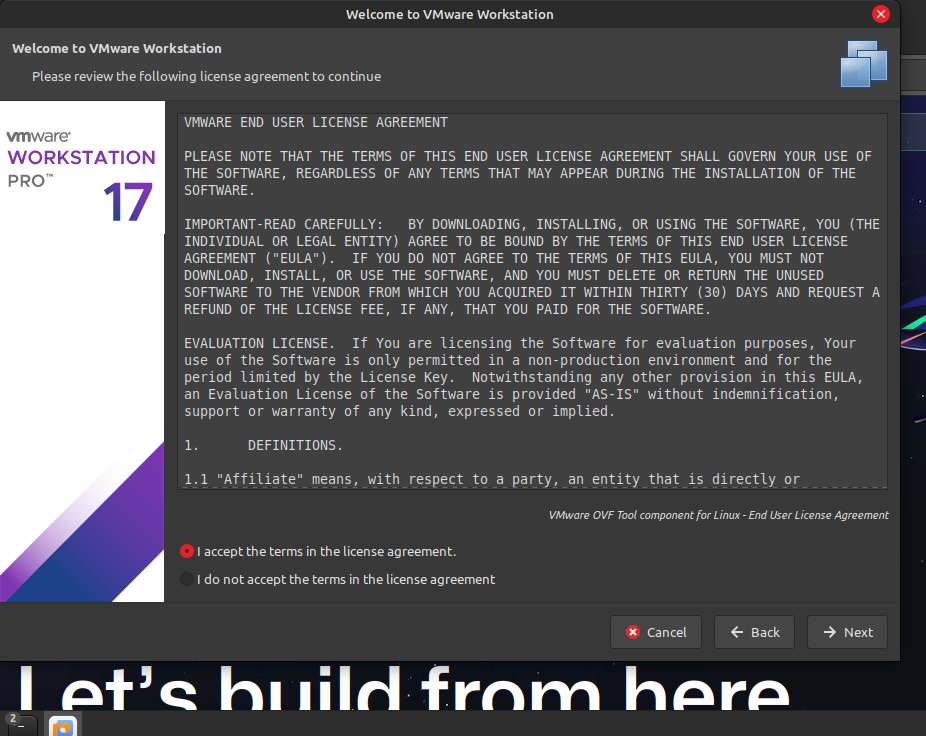 Welcome to VMware Workstation
Welcome to VMware Workstation
Please review the following license agreement to continue
vmware®
WORKSTATION
PRO™
17
VMWARE END USER LICENSE AGREEMENT
PLEASE NOTE THAT THE TERMS OF THIS END USER LICENSE AGREEMENT SHALL GOVERN YOUR USE OF
THE SOFTWARE, REGARDLESS OF ANY TERMS THAT MAY APPEAR DURING THE INSTALLATION OF THE
SOFTWARE.
IMPORTANT-READ CAREFULLY:   BY DOWNLOADING, INSTALLING, OR USING THE SOFTWARE, YOU (THE
INDIVIDUAL OR LEGAL ENTITY) AGREE TO BE BOUND BY THE TERMS OF THIS END USER LICENSE
AGREEMENT ("EULA").  IF YOU DO NOT AGREE TO THE TERMS OF THIS EULA, YOU MUST NOT
DOWNLOAD, INSTALL, OR USE THE SOFTWARE, AND YOU MUST DELETE OR RETURN THE UNUSED
SOFTWARE TO THE VENDOR FROM WHICH YOU ACQUIRED IT WITHIN THIRTY (30) DAYS AND REQUEST A
REFUND OF THE LICENSE FEE, IF ANY, THAT YOU PAID FOR THE SOFTWARE.
EVALUATION LICENSE.  If You are licensing the Software for evaluation purposes, Your
use of the Software is only permitted in a non-production environment and for the
period limited by the License Key.  Notwithstanding any other provision in this EULA,
an Evaluation License of the Software is provided "AS-IS" without indemnification,
support or warranty of any kind, expressed or implied.
1.      DEFINITIONS.
1.1 "Affiliate" means, with respect to a party, an entity that is directly or
VMware OVF Tool component for Linux - End User License Agreement
I accept the terms in the license agreement.
I do not accept the terms in the license agreement
Cancel
Back
Next
Let's build from here
2